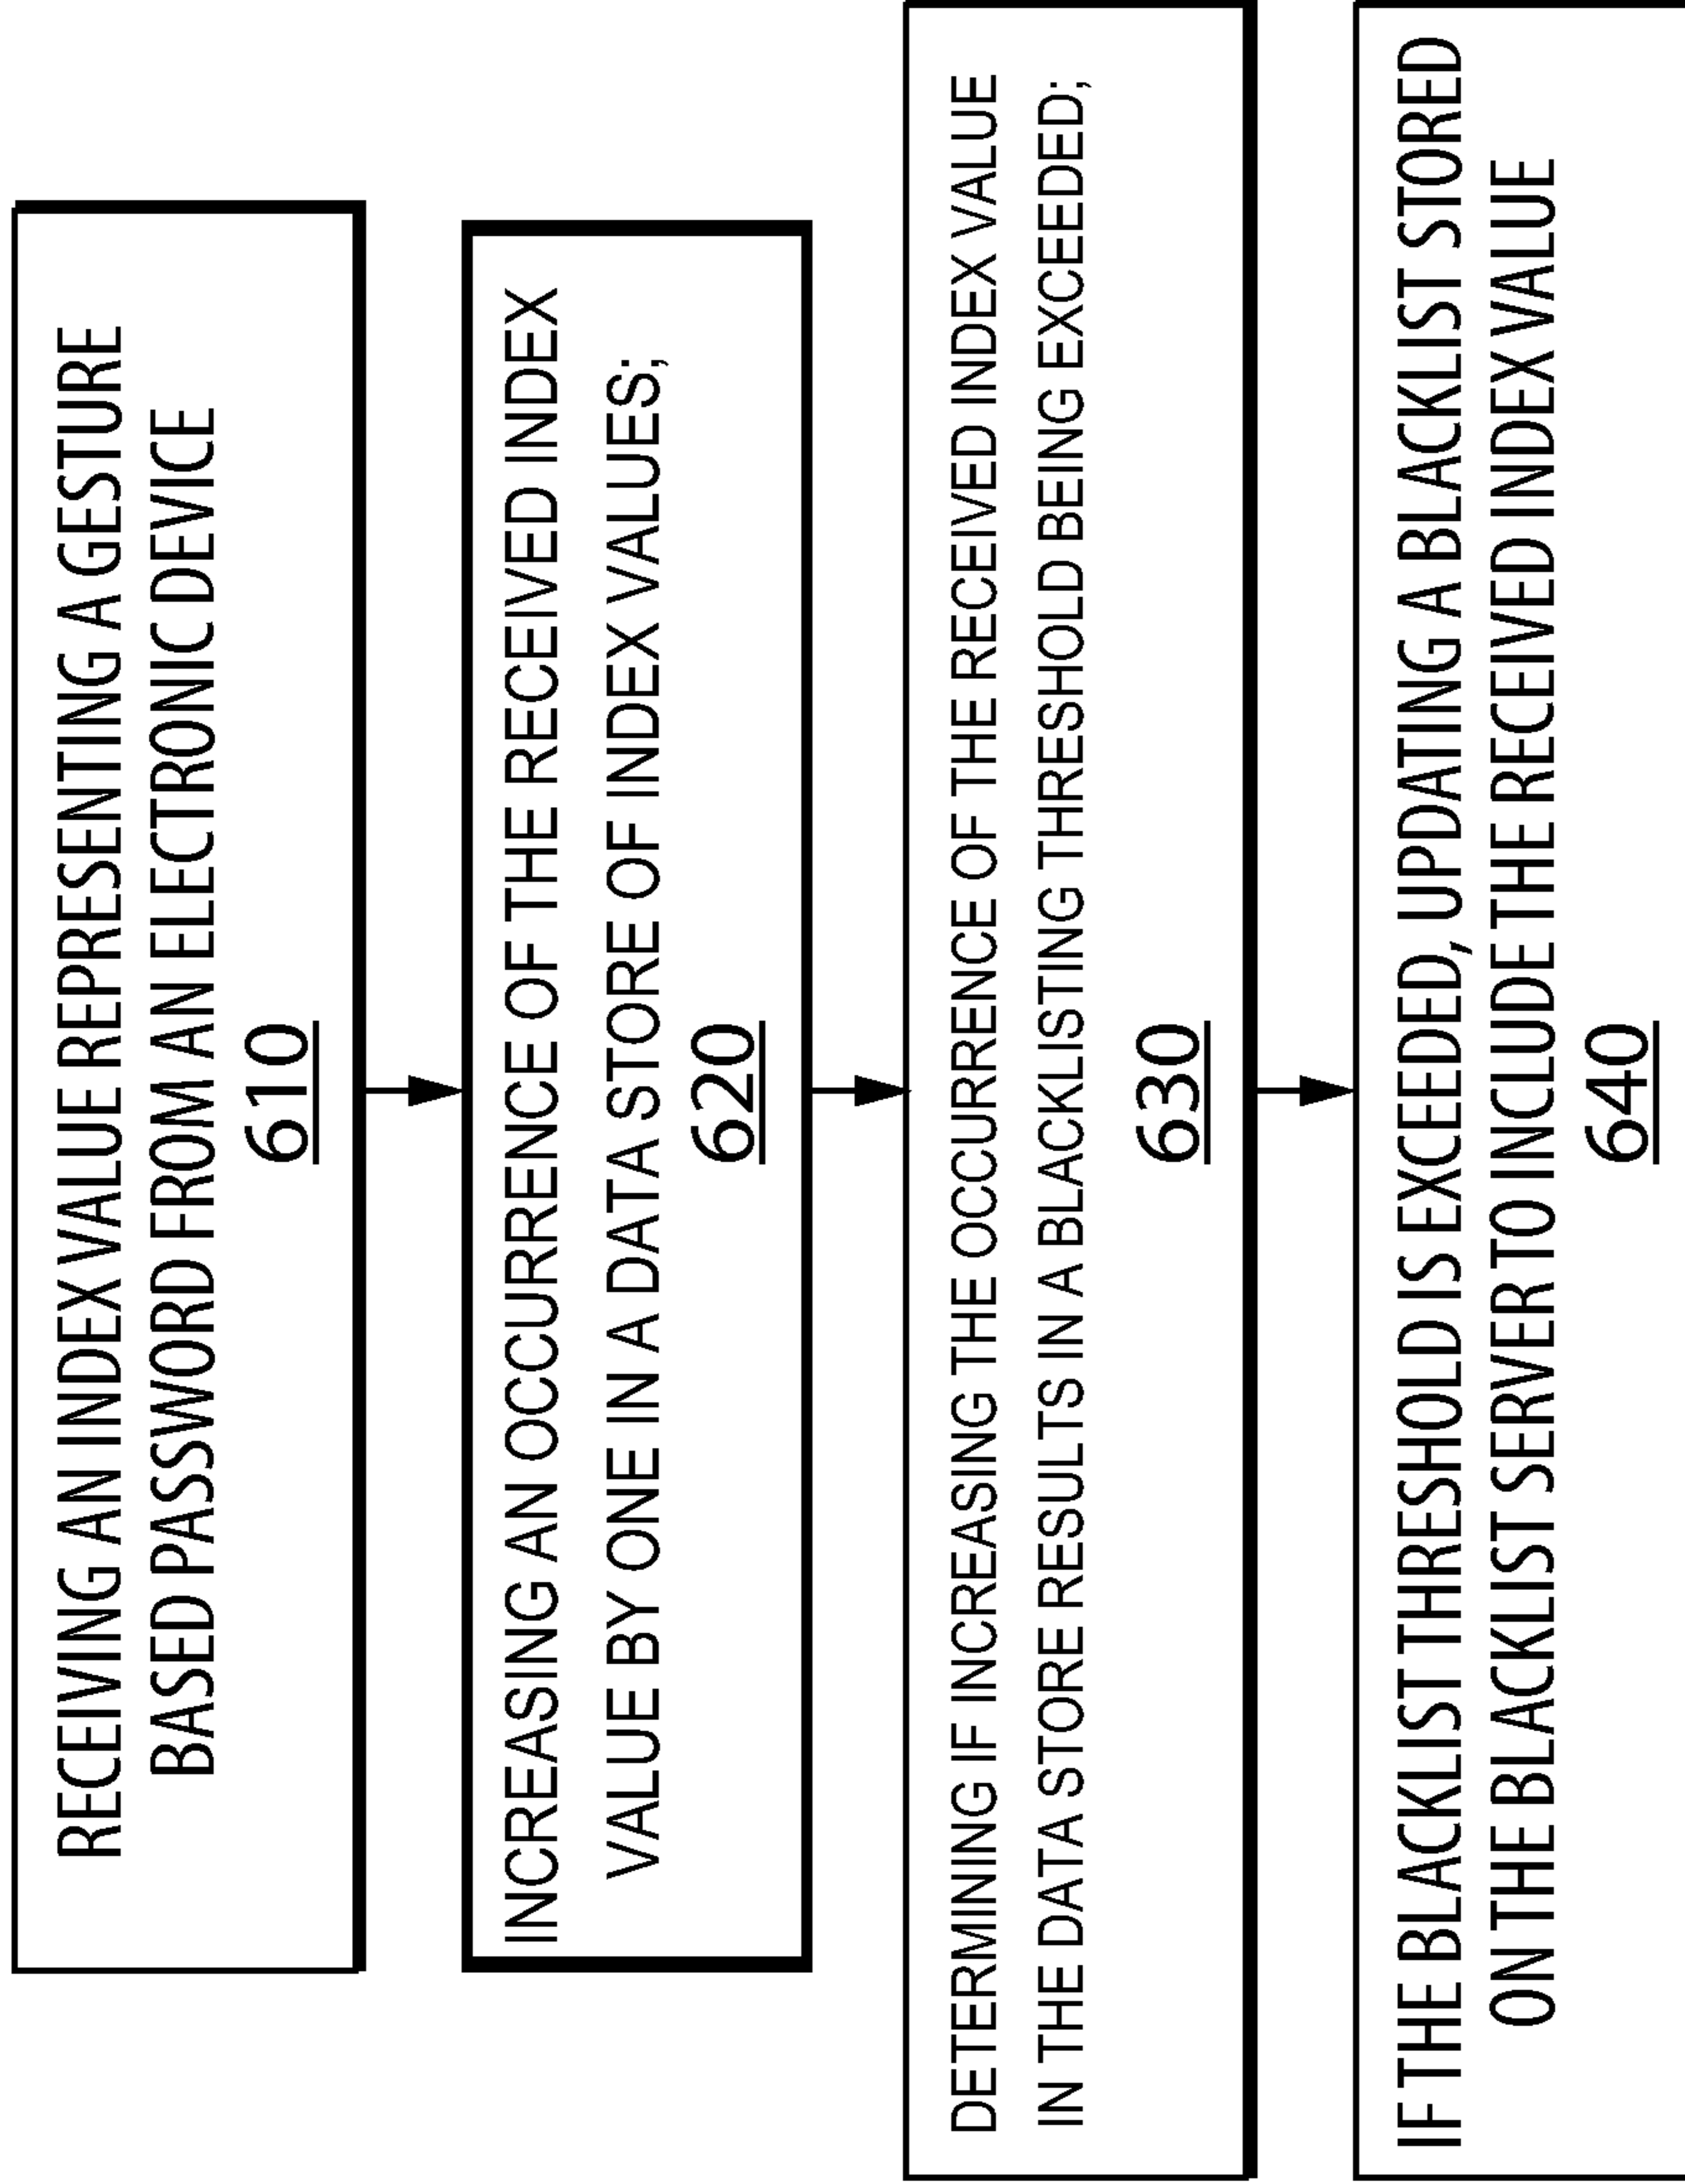 RECEIVING AN INDEX VALUE REPRESENTING A GESTURE
BASED PASSWORD FROM AN ELECTRONIC DEVICE
610
INCREASING AN OCCURRENCE OF THE RECEIVED INDEX
VALUE BY ONE IN A DATA STORE OF INDEX VALUES;
620
DETERMINING IF INCREASING THE OCCURRENCE OF THE RECEIVED INDEX VALUE
IN THE DATA STORE RESULTS IN A BLACKLISTING THRESHOLD BEING EXCEEDED;
630
IF THE BLACKLIST THRESHOLD IS EXCEEDED, UPDATING A BLACKLIST STORED
ON THE BLACKLIST SERVER TO INCLUDE THE RECEIVED INDEX VALUE
640